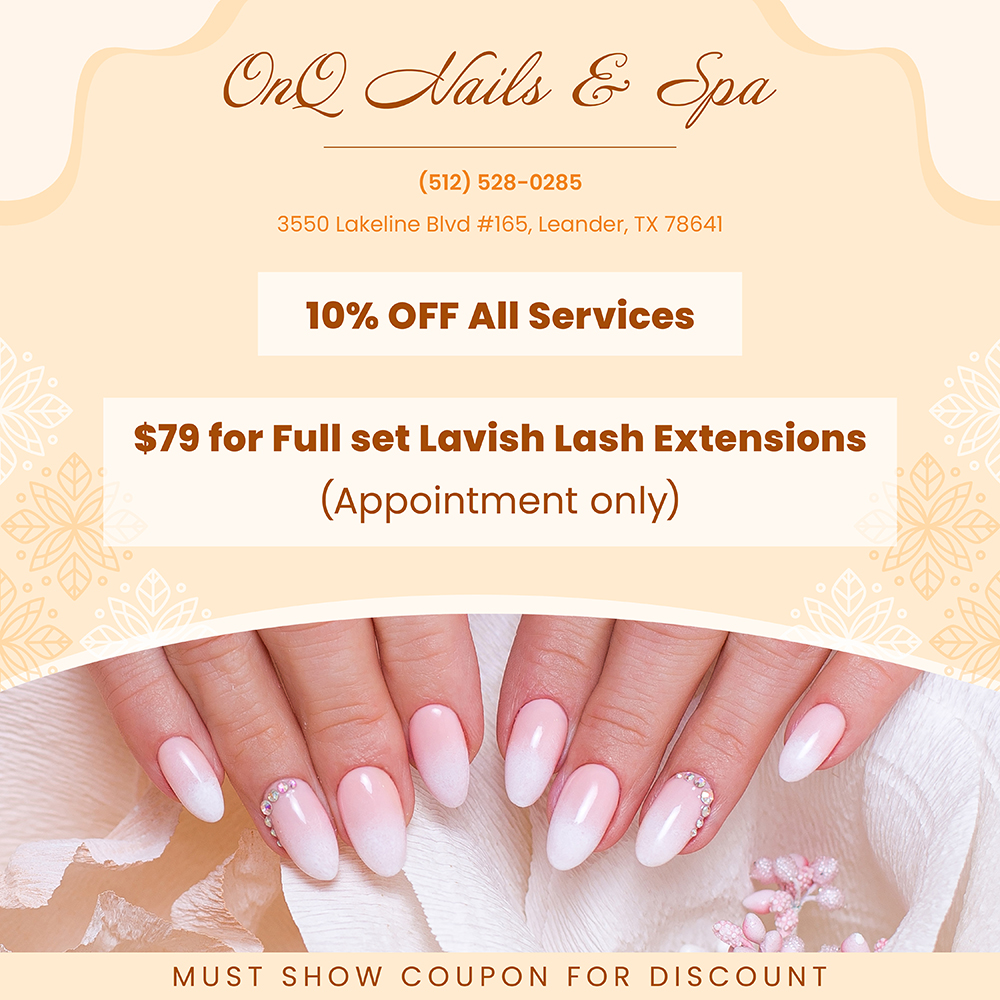 OnQ Nails & Spa
(512) 528-0285
3550 Lakeline Blvd #165, Leander, TX 78641
10% OFF All Services
$79 for Full set Lavish Lash Extensions
(Appointment only)
MUST SHOW COUPON FOR DISCOUNT